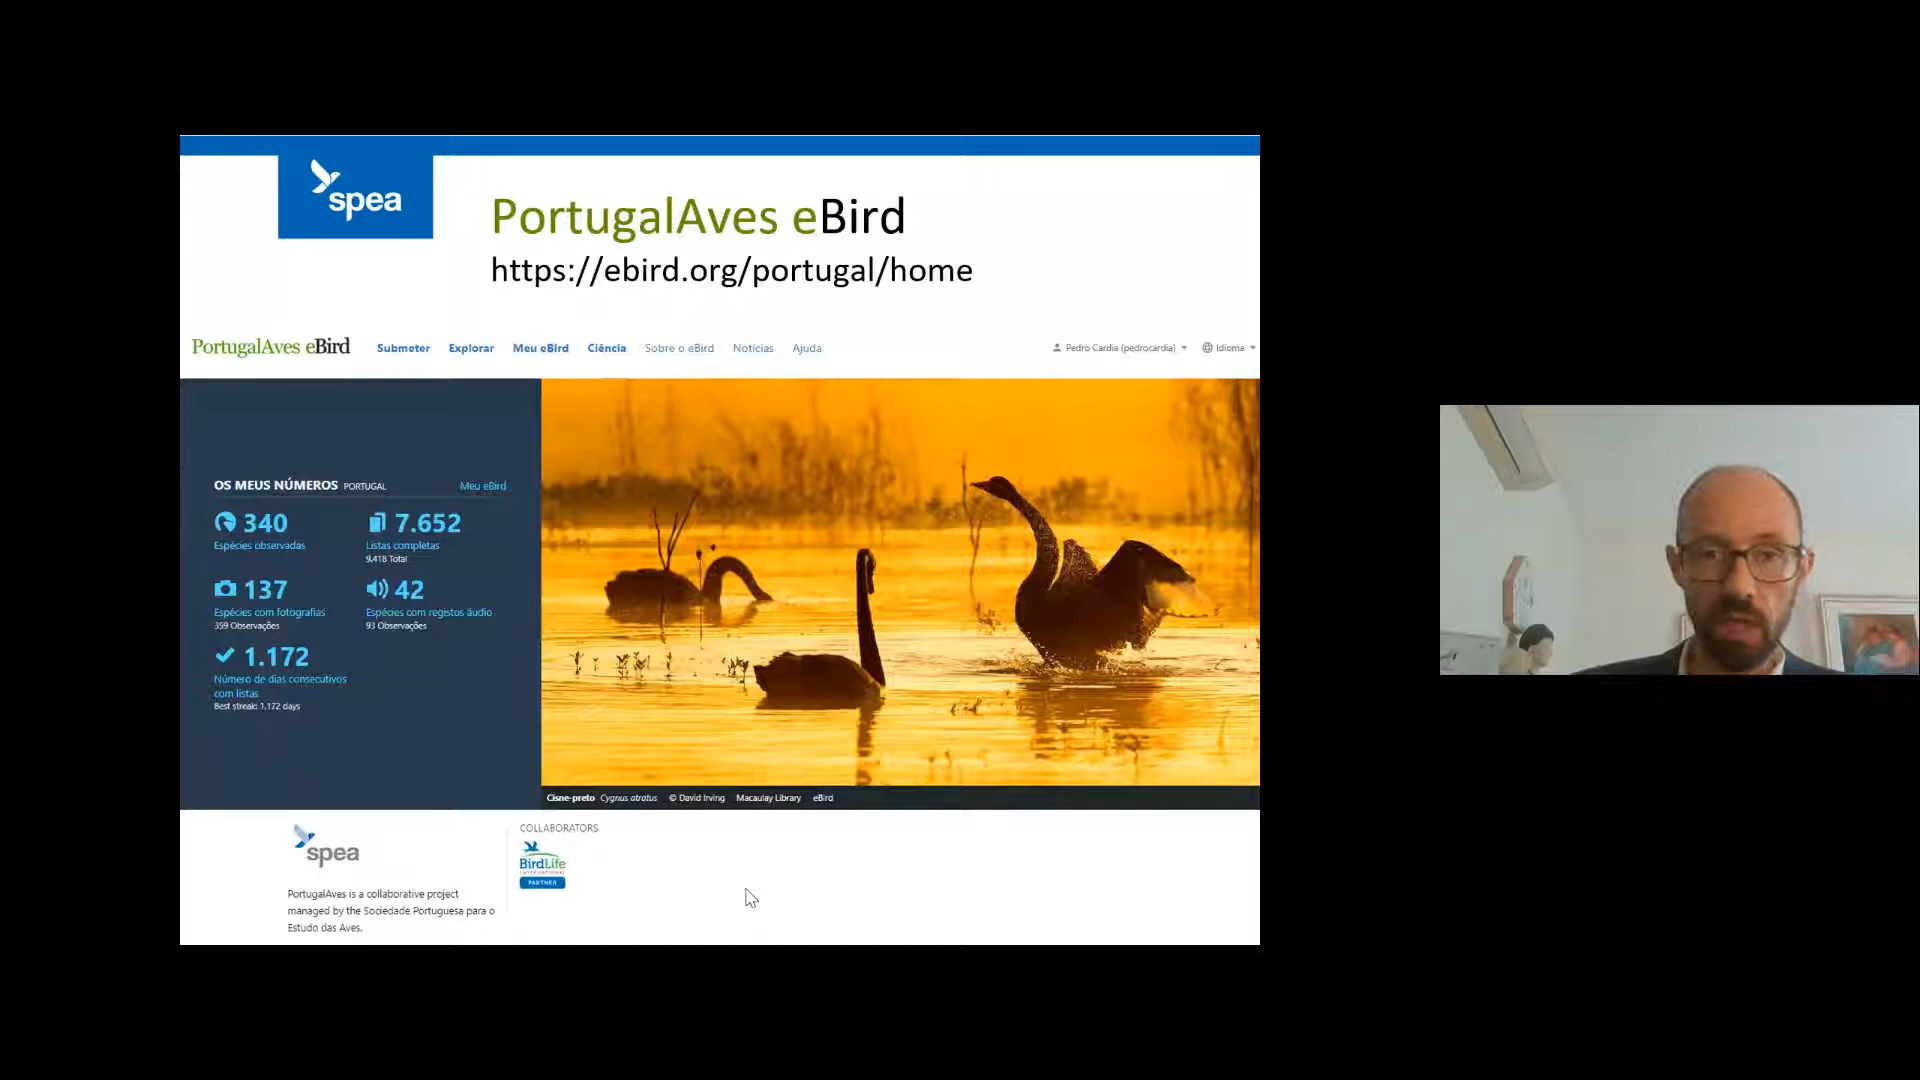 spea
PortugalAves eBird
https://ebird.org/portugal/home
PortugalAves eBird Submeter Explorar Meu eBird Ciência Sobre o eBird Notícias Ajuda Pedro Cardia (pedrocardia) Idioma
OS MEUS NÚMEROS PORTUGAL Meu eBird
340 7.652
Espécies observadas Listas completas
9.418 Total
137 42
Espécies com fotografias Espécies com registos áudio
359 Observações 93 Observações
1.172
Número de dias consecutivos
com listas
Best streak: 1.172 days
Cisne-preto Cygnus atratus © David Irving Macaulay Library eBird
spea
PortugalAves is a collaborative project
managed by the Sociedade Portuguesa para o
Estudo das Aves.
COLLABORATORS
BirdLife
INTERNATIONAL
PARTNER